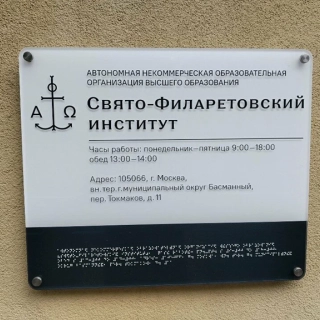 АВТОНОМНАЯ НЕКОММЕРЧЕСКАЯ ОБРАЗОВАТЕЛЬНАЯ
ОРГАНИЗАЦИЯ ВЫСШЕГО ОБРАЗОВАНИЯ
СВЯТО-ФИЛАРЕТОВСКИЙ
ИНСТИТУТ
Α Ω
Часы работы: понедельник–пятница 9:00–18:00
обед 13:00–14:00
Адрес: 105066, г. Москва,
вн.тер.г.муниципальный округ Басманный,
пер. Токмаков, д. 11